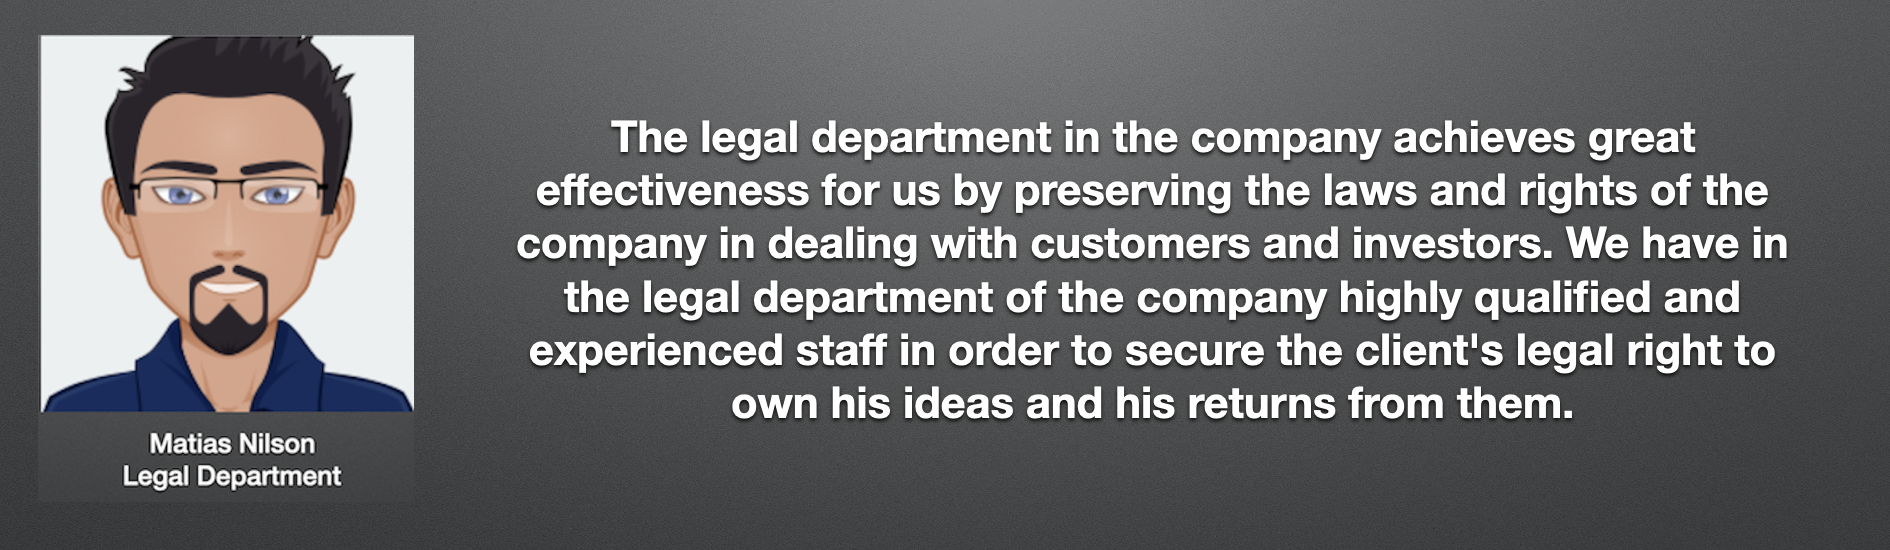 The legal department in the company achieves great
effectiveness for us by preserving the laws and rights of the
company in dealing with customers and investors. We have in
the legal department of the company highly qualified and
experienced staff in order to secure the client's legal right to
own his ideas and his returns from them.
Matias Nilson
Legal Department